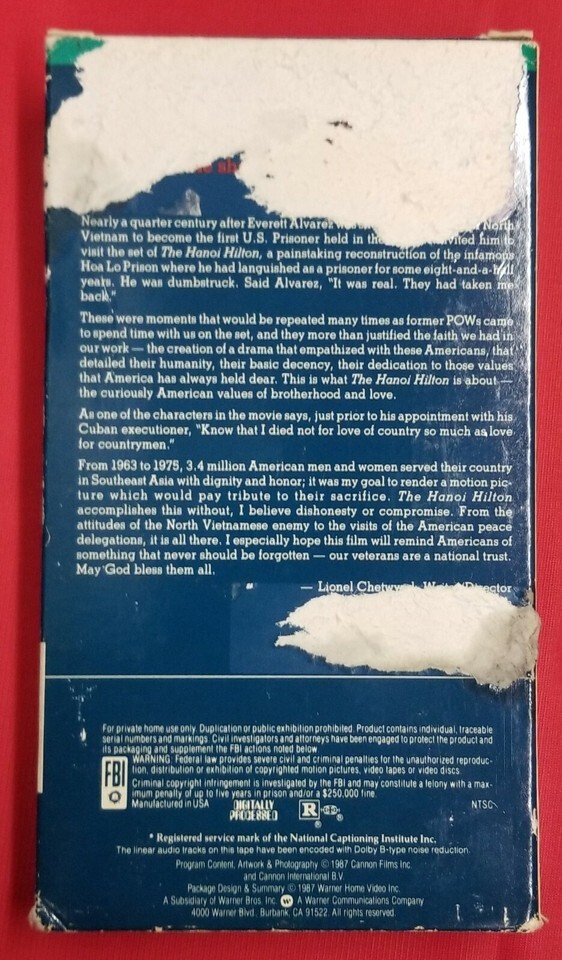 Nearly a quarter century after Everett Alvarez North
Vietnam to become the first U.S. Prisoner held in the invited him to
visit the set of The Hanoi Hilton, a painstaking reconstruction of the infamous
Hoa Lo Prison where he had languished as a prisoner for some eight-and-a-half
years. He was dumbstruck. Said Alvarez, "It was real. They had taken me
back."
These were moments that would be repeated many times as former POWs came
to spend time with us on the set, and they more than justified the faith we had in
our work — the creation of a drama that empathized with these Americans, that
detailed their humanity, their basic decency, their dedication to those values
that America has always held dear. This is what The Hanoi Hilton is about —
the curiously American values of brotherhood and love.
As one of the characters in the movie says, just prior to his appointment with his
Cuban executioner, "Know that I died not for love of country so much as love
for countrymen."
From 1963 to 1975, 3.4 million American men and women served their country
in Southeast Asia with dignity and honor; it was my goal to render a motion pic-
ture which would pay tribute to their sacrifice. The Hanoi Hilton
accomplishes this without, I believe dishonesty or compromise. From the
attitudes of the North Vietnamese enemy to the visits of the American peace
delegations, it is all there. I especially hope this film will remind Americans of
something that never should be forgotten — our veterans are a national trust.
May God bless them all.
— Lionel Chetwynd, Writer/Director
For private home use only. Duplication or public exhibition prohibited. Product contains individual, traceable
serial numbers and markings. Civil investigators and attorneys have been engaged to protect the product and
its packaging and supplement the FBI actions noted below.
FBI
WARNING: Federal law provides severe civil and criminal penalties for the unauthorized reproduc-
tion, distribution or exhibition of copyrighted motion pictures, video tapes or video discs.
Criminal copyright infringement is investigated by the FBI and may constitute a felony with a max-
imum penalty of up to five years in prison and/or a $250,000 fine.
Manufactured in USA DIGITALLY PROCESSED R ® ® NTSC
* Registered service mark of the National Captioning Institute Inc.
The linear audio tracks on this tape have been encoded with Dolby B-type noise reduction.
Program Content, Artwork & Photography © 1987 Cannon Films Inc.
and Cannon International B.V.
Package Design & Summary © 1987 Warner Home Video Inc.
A Subsidiary of Warner Bros. Inc. W A Warner Communications Company
4000 Warner Blvd., Burbank, CA 91522. All rights reserved.